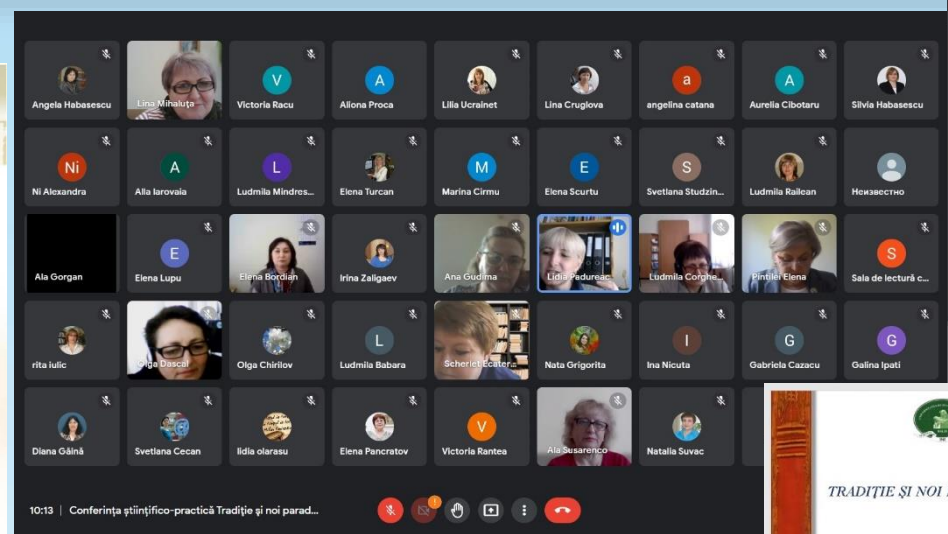 Angela Habasescu
Lina Mihaluța
V
Victoria Racu
A
Aliona Proca
Lilia Ucrainet
Lina Cruglova
a
angelina catana
A
Aurelia Cibotaru
Silvia Habasescu
Ni
Ni Alexandra
A
Alla Iarovaia
L
Ludmila Mindres...
Elena Turcan
M
Marina Cirmu
E
Elena Scurtu
S
Svetlana Studzin...
Ludmila Railean
Неизвестно
Ala Gorgan
E
Elena Lupu
Elena Bordian
Irina Zaligaev
Ana Gudima
Lidia Padureac
Ludmila Corghe...
Pintilei Elena
S
Sala de lectură c...
rita iulic
Olga Dascal
Olga Chirilov
L
Ludmila Babara
Scherlet Ecater...
Nata Grigorita
I
Ina Nicuta
G
Gabriela Cazacu
G
Galina Ipati
Diana Găină
Svetlana Cecan
lidia olarasu
Elena Pancratov
V
Victoria Rantea
Ala Susarenco
Natalia Suvac
10:13 | Conferința științifico-practică Tradiție și noi parad...
TRADIȚIE ȘI NOI